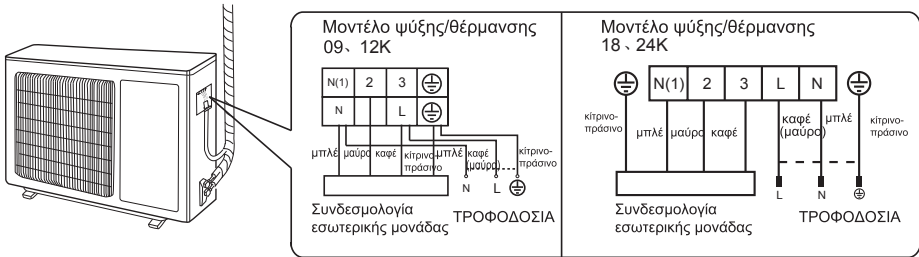 Μοντέλο ψύξης/θέρμανσης
09、12K
N(1) 2 3
N L
μπλέ μαύρο καφέ κίτρινο-πράσινο μπλέ καφέ (μαύρο) κίτρινο-πράσινο
N L
Συνδεσμολογία
εσωτερικής μονάδας
ΤΡΟΦΟΔΟΣΙΑ
Μοντέλο ψύξης/θέρμανσης
18、24K
N(1) 2 3 L N
κίτρινο-πράσινο μπλέ μαύρο καφέ καφέ (μαύρο) μπλέ κίτρινο-πράσινο
L N
Συνδεσμολογία
εσωτερικής μονάδας
ΤΡΟΦΟΔΟΣΙΑ